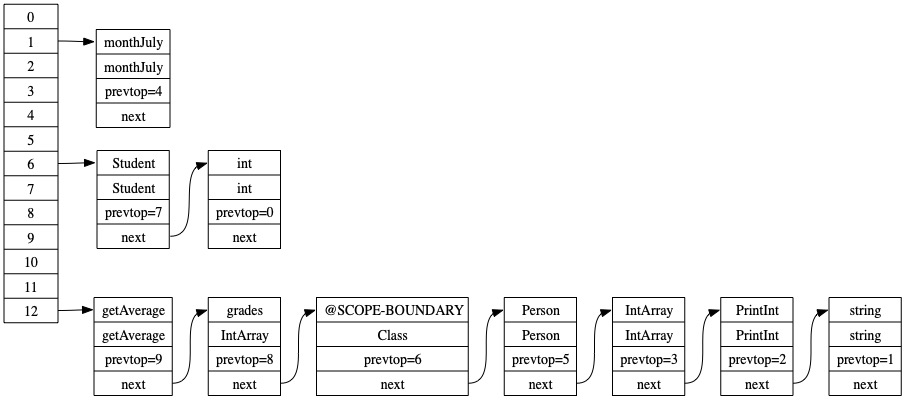 0
1
2
3
4
5
6
7
8
9
10
11
12
monthJuly
monthJuly
prevtop=4
next
Student
Student
prevtop=7
next
int
int
prevtop=0
next
getAverage
getAverage
prevtop=9
next
grades
IntArray
prevtop=8
next
@SCOPE-BOUNDARY
Class
prevtop=6
next
Person
Person
prevtop=5
next
IntArray
IntArray
prevtop=3
next
PrintInt
PrintInt
prevtop=2
next
string
string
prevtop=1
next